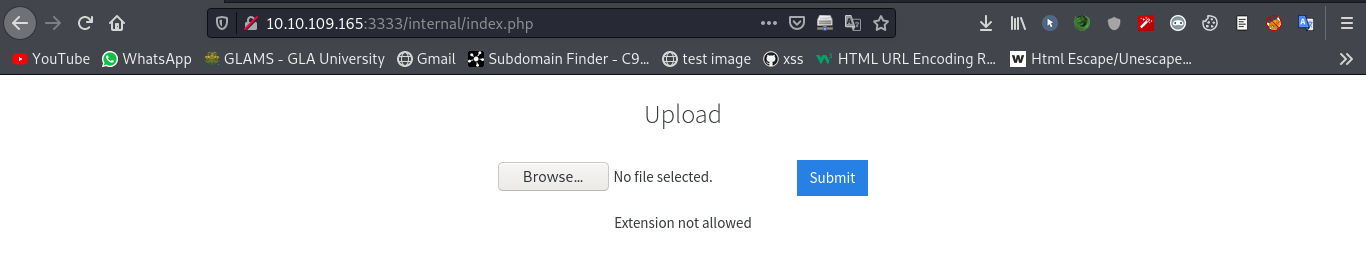 10.10.109.165:3333/internal/index.php
YouTube WhatsApp GLAMS - GLA University Gmail Subdomain Finder - C9... test image xss HTML URL Encoding R... Html Escape/Unescape...
Upload
Browse... No file selected. Submit
Extension not allowed